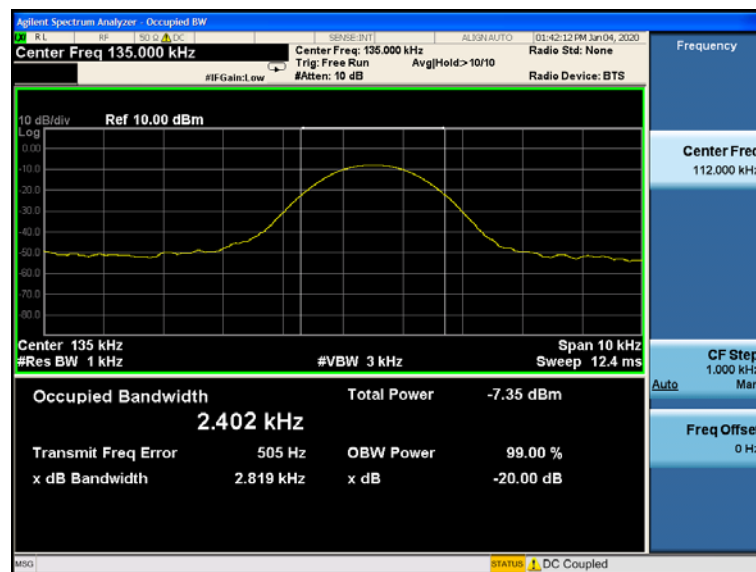 Agilent Spectrum Analyzer - Occupied BW
RL RF 50 Ω DC SENSE:INT ALIGN AUTO 01:42:12 PM Jan 04, 2020
Center Freq 135.000 kHz
Center Freq: 135.000 kHz
Radio Std: None
Trig: Free Run Avg|Hold:>10/10
#IFGain:Low
#Atten: 10 dB
Radio Device: BTS
10 dB/div Ref 10.00 dBm
Log
0.00
-10.0
-20.0
-30.0
-40.0
-50.0
-60.0
-70.0
-80.0
Center 135 kHz Span 10 kHz
#Res BW 1 kHz #VBW 3 kHz Sweep 12.4 ms
Occupied Bandwidth Total Power -7.35 dBm
2.402 kHz
Transmit Freq Error 505 Hz OBW Power 99.00 %
x dB Bandwidth 2.819 kHz x dB -20.00 dB
Frequency
Center Freq
112.000 kHz
CF Step
1.000 kHz
Auto Man
Freq Offset
0 Hz
MSG STATUS DC Coupled